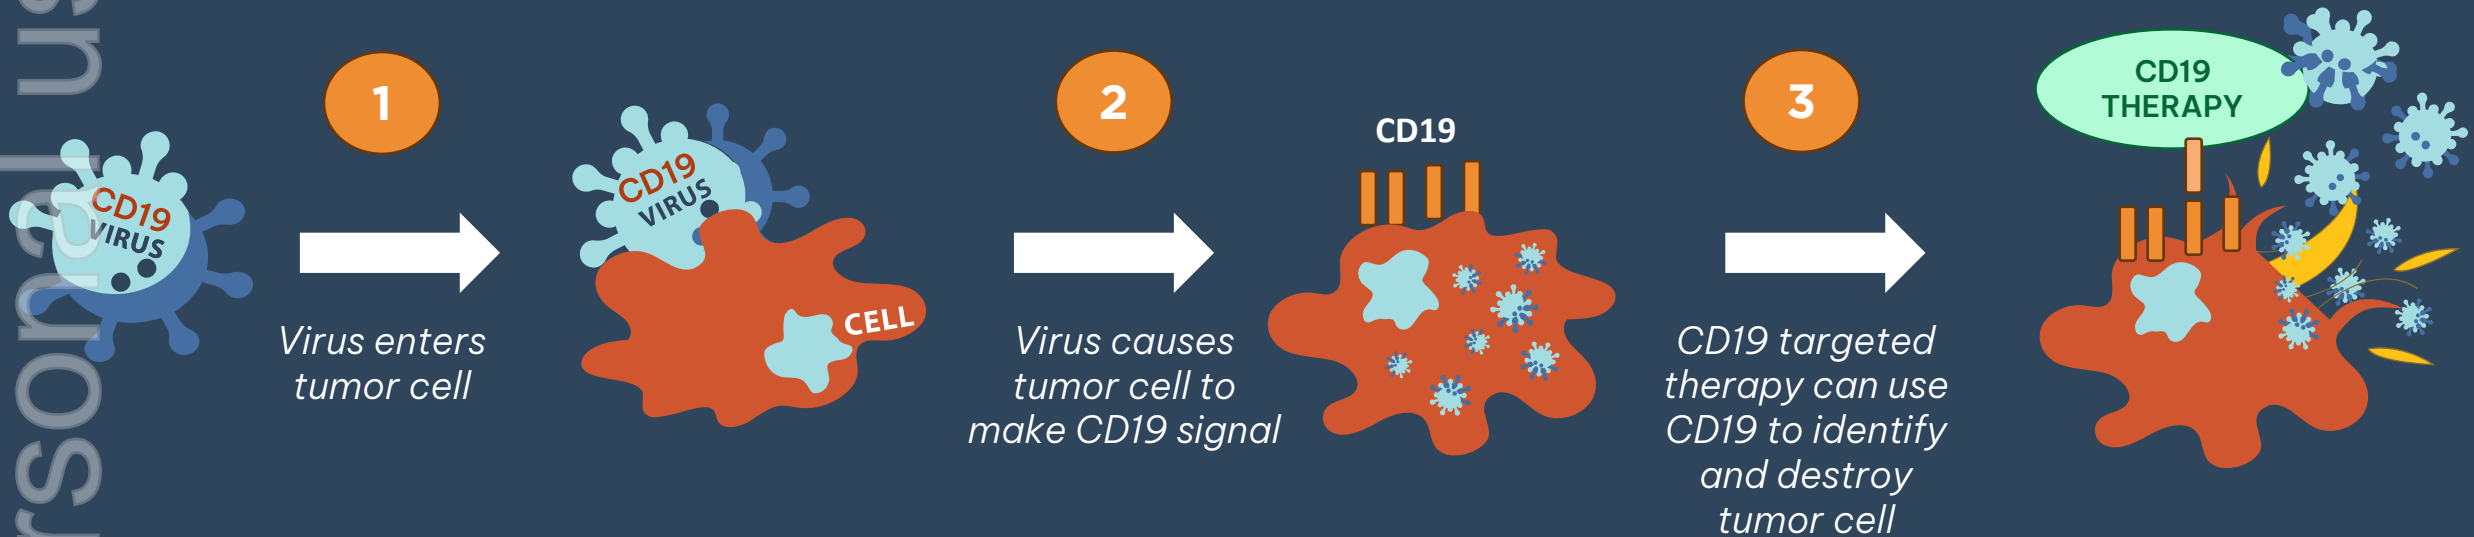 1
2
3
CD19
VIRUS
Virus enters
tumor cell
CD19
VIRUS
CELL
Virus causes
tumor cell to
make CD19 signal
CD19
CD19 targeted
therapy can use
CD19 to identify
and destroy
tumor cell
CD19
THERAPY